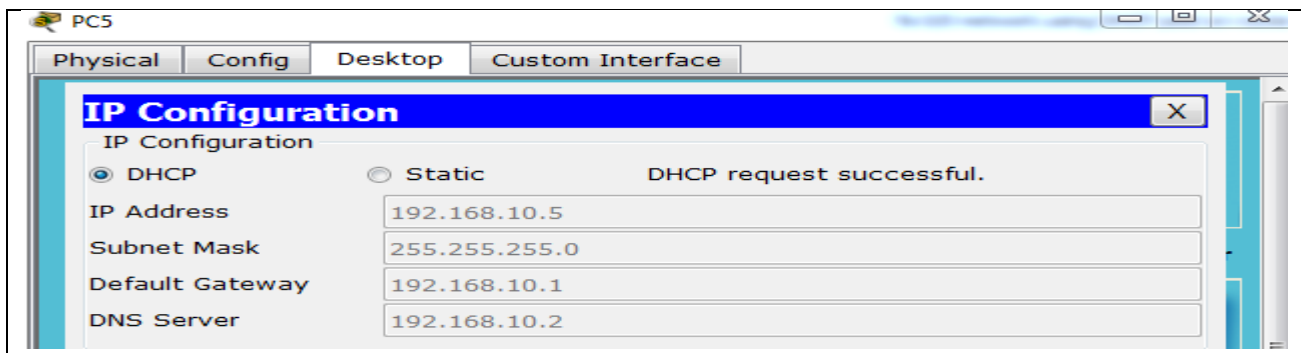 PC5
Physical Config Desktop Custom Interface
IP Configuration X
IP Configuration
DHCP Static DHCP request successful.
IP Address 192.168.10.5
Subnet Mask 255.255.255.0
Default Gateway 192.168.10.1
DNS Server 192.168.10.2